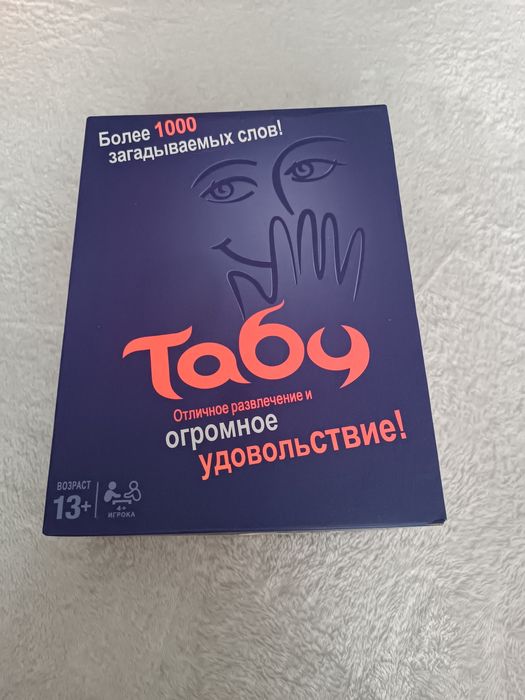 Более 1000
загадываемых слов!
Табу
Отличное развлечение и
огромное
удовольствие!
ВОЗРАСТ
13+
4+
ИГРОКА